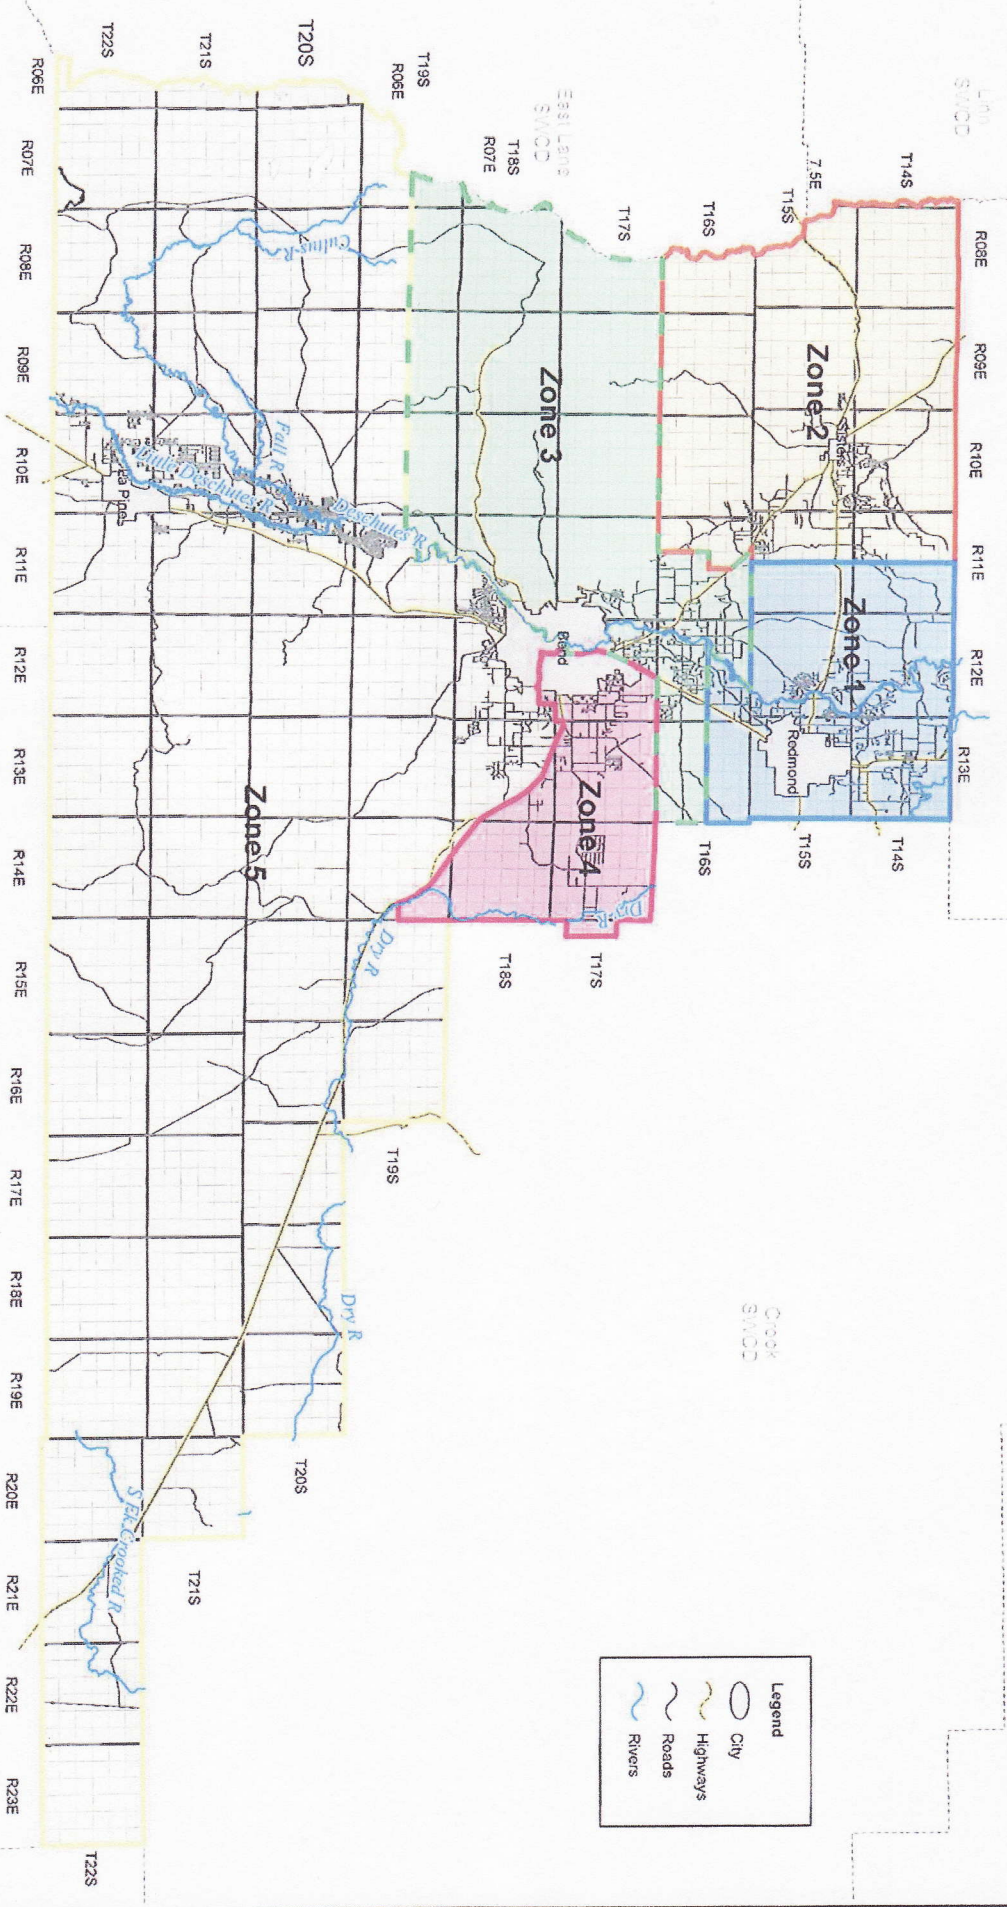 Linn
SWCD
T14S
7.5E
T15S
T16S
T17S
East Lane
SWCD
T18S
R07E
T19S
R06E
T20S
T21S
T22S
R06E
R07E
R08E
R09E
R10E
R11E
R12E
R13E
R14E
R15E
R16E
R17E
R18E
R19E
R20E
R21E
R22E
R23E
R08E
R09E
R10E
R11E
R12E
R13E
T14S
T15S
T16S
T17S
T18S
T19S
T20S
T21S
T22S
Zone 1
Zone 2
Zone 3
Zone 4
Zone 5
Sisters
Redmond
Bend
La Pine
Cultus R
Fall R
Little Deschutes R
Deschutes R
Dry R
Dry R
Dry R
S Fk Crooked R
Crook
SWCD
Legend
City
Highways
Roads
Rivers